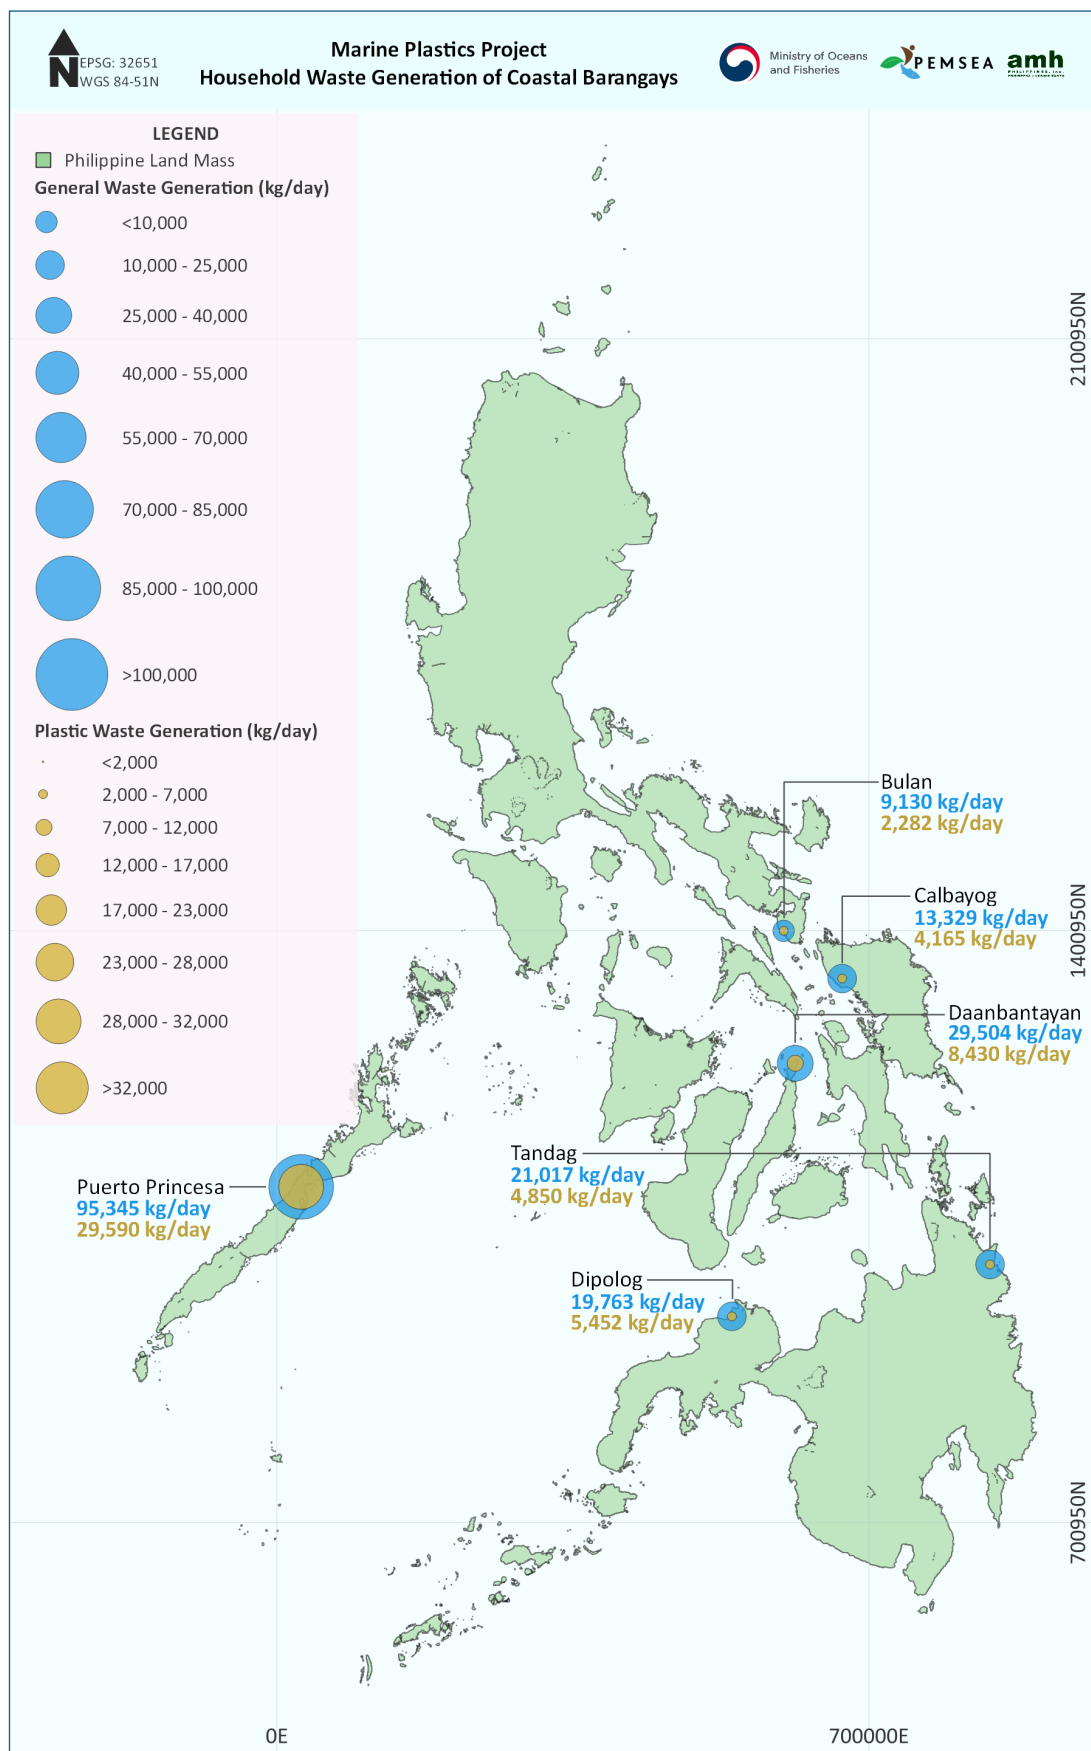 N
EPSG: 32651
WGS 84-51N
Marine Plastics Project
Household Waste Generation of Coastal Barangays
Ministry of Oceans
and Fisheries
PEMSEA
amh
LEGEND
Philippine Land Mass
General Waste Generation (kg/day)
<10,000
10,000 - 25,000
25,000 - 40,000
40,000 - 55,000
55,000 - 70,000
70,000 - 85,000
85,000 - 100,000
>100,000
Plastic Waste Generation (kg/day)
<2,000
2,000 - 7,000
7,000 - 12,000
12,000 - 17,000
17,000 - 23,000
23,000 - 28,000
28,000 - 32,000
>32,000
2100950N
Bulan
9,130 kg/day
2,282 kg/day
Calbayog
13,329 kg/day
4,165 kg/day
1400950N
Daanbantayan
29,504 kg/day
8,430 kg/day
Tandag
21,017 kg/day
4,850 kg/day
Puerto Princesa
95,345 kg/day
29,590 kg/day
Dipolog
19,763 kg/day
5,452 kg/day
700950N
0E
700000E